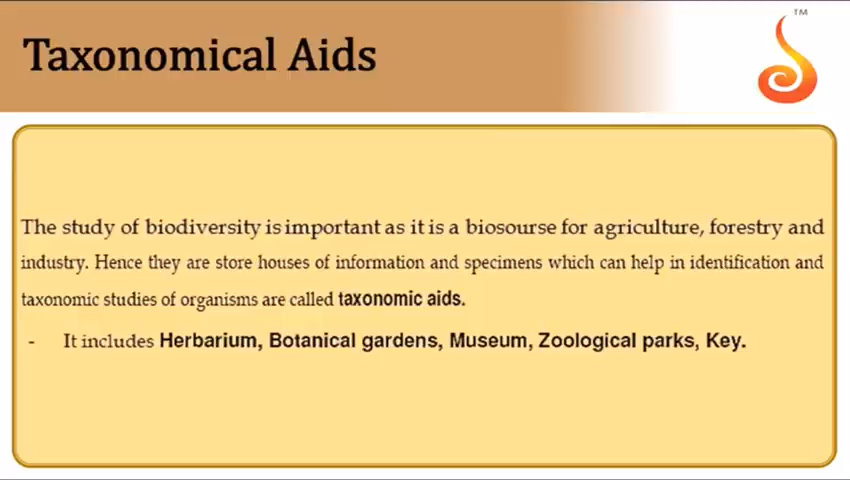 Taxonomical Aids
TM
The study of biodiversity is important as it is a biosourse for agriculture, forestry and
industry. Hence they are store houses of information and specimens which can help in identification and
taxonomic studies of organisms are called taxonomic aids.
- It includes Herbarium, Botanical gardens, Museum, Zoological parks, Key.